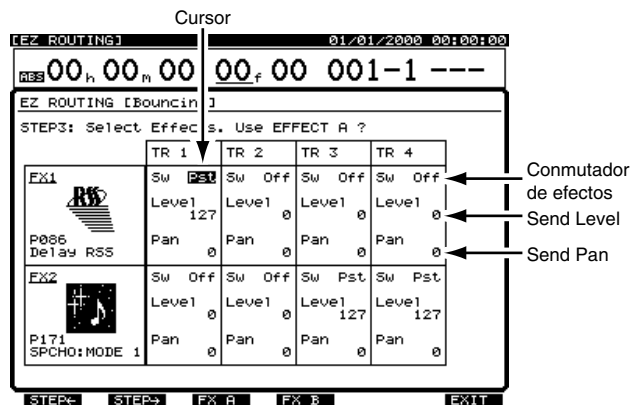 Cursor
[EZ ROUTING] 01/01/2000 00:00:00
ABS 00h 00m 00 00f 00 001-1 ---
EZ ROUTING [Bouncin ]
STEP3: Select Effec s. Use EFFECT A ?
TR 1 TR 2 TR 3 TR 4
FX1 Sw Pst Sw Off Sw Off Sw Off
Conmutador
de efectos
RSS Level 127 Level 0 Level 0 Level 0
Send Level
P086
Delay RSS
Pan 0 Pan 0 Pan 0 Pan 0
Send Pan
FX2 Sw Off Sw Off Sw Pst Sw Pst
Level 0 Level 0 Level 127 Level 127
P171
SPCHO:MODE 1
Pan 0 Pan 0 Pan 0 Pan 0
STEP← STEP→ FX A FX B EXIT